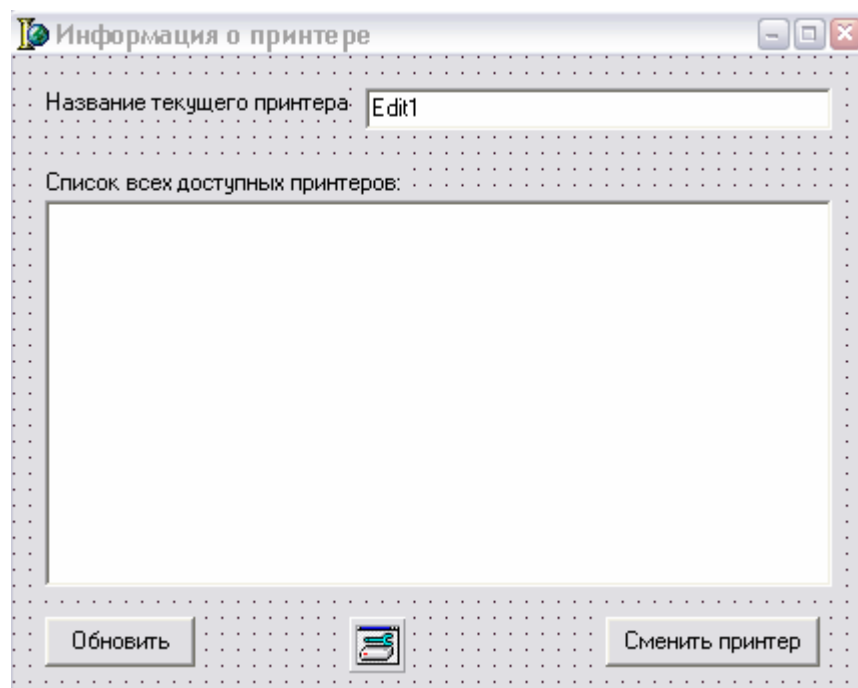 Информация о принтере
Название текущего принтера
Edit1
Список всех доступных принтеров:
Обновить
Сменить принтер